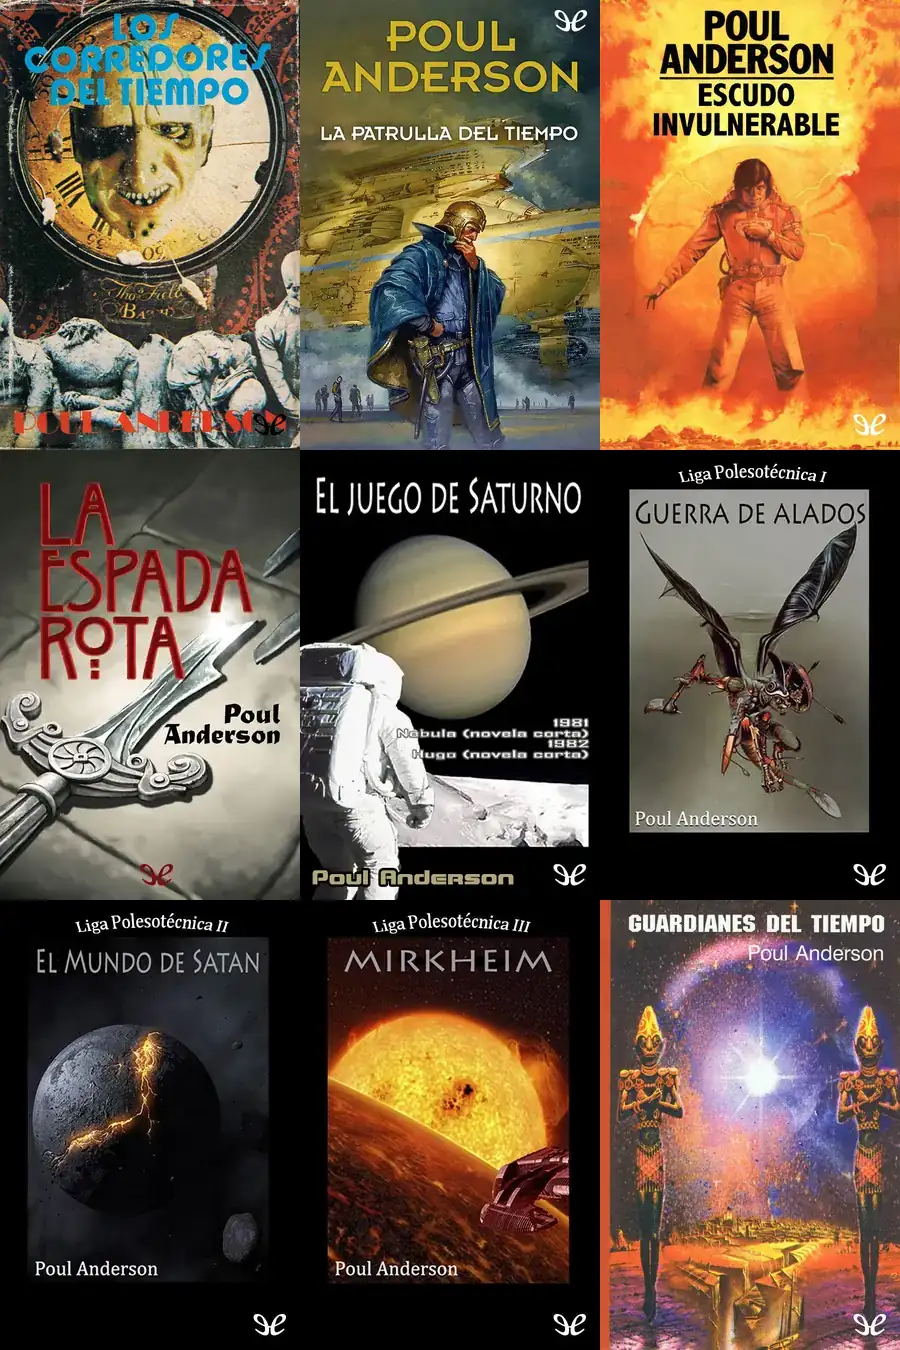 LOS
CORREDORES
DEL TIEMPO
POUL ANDERSON
POUL
ANDERSON
LA PATRULLA DEL TIEMPO
POUL
ANDERSON
ESCUDO
INVULNERABLE
LA
ESPADA
ROTA
Poul
Anderson
EL JUEGO DE SATURNO
1981
Nebula (novela corta)
1982
Hugo (novela corta)
Poul Anderson
Liga Polesotécnica I
GUERRA DE ALADOS
Poul Anderson
Liga Polesotécnica II
EL MUNDO DE SATAN
Poul Anderson
Liga Polesotécnica III
MIRKHEIM
Poul Anderson
GUARDIANES DEL TIEMPO
Poul Anderson